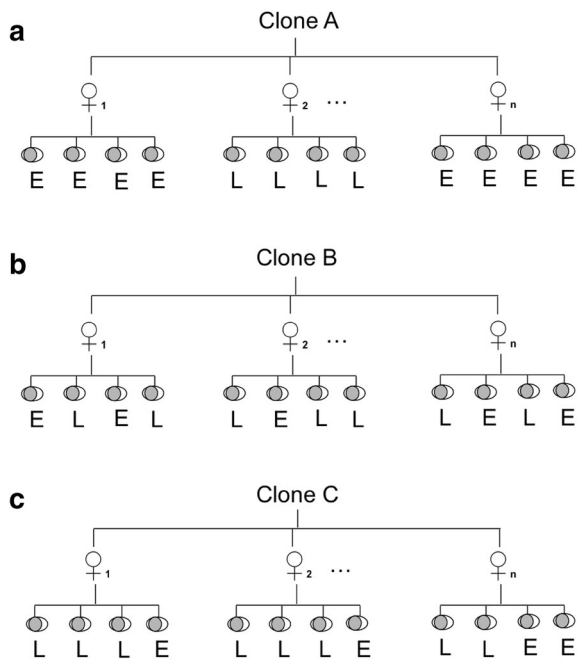 a
Clone A
1 2 ... n
E E E E L L L L E E E E
b
Clone B
1 2 ... n
E L E L L E L L L E L E
c
Clone C
1 2 ... n
L L L E L L L E L L E E